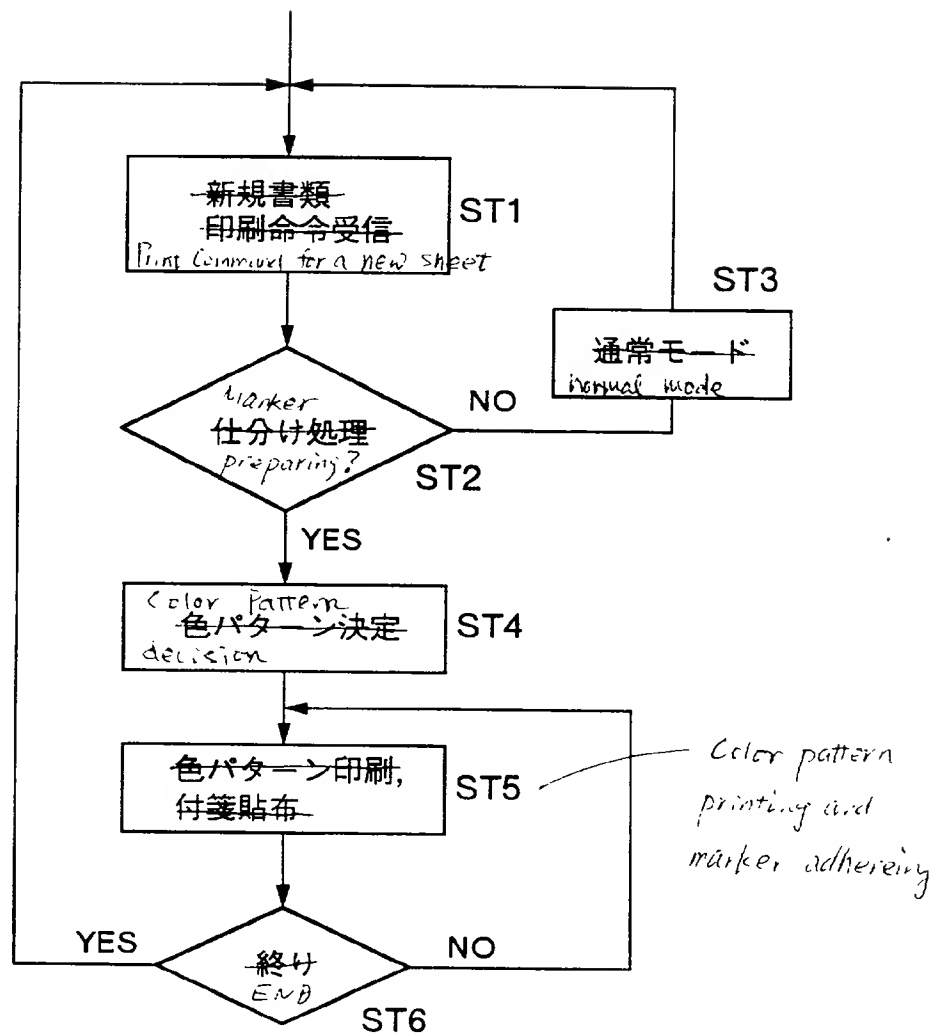 新規書類
印刷命令受信
Print Command for a new sheet
ST1
ST3
通常モード
normal mode
Marker
仕分け処理
preparing?
NO
ST2
YES
Color Pattern
色パターン決定
decision
ST4
色パターン印刷,
付箋貼布
ST5
Color pattern
printing and
marker adhereing
YES
終け
END
NO
ST6